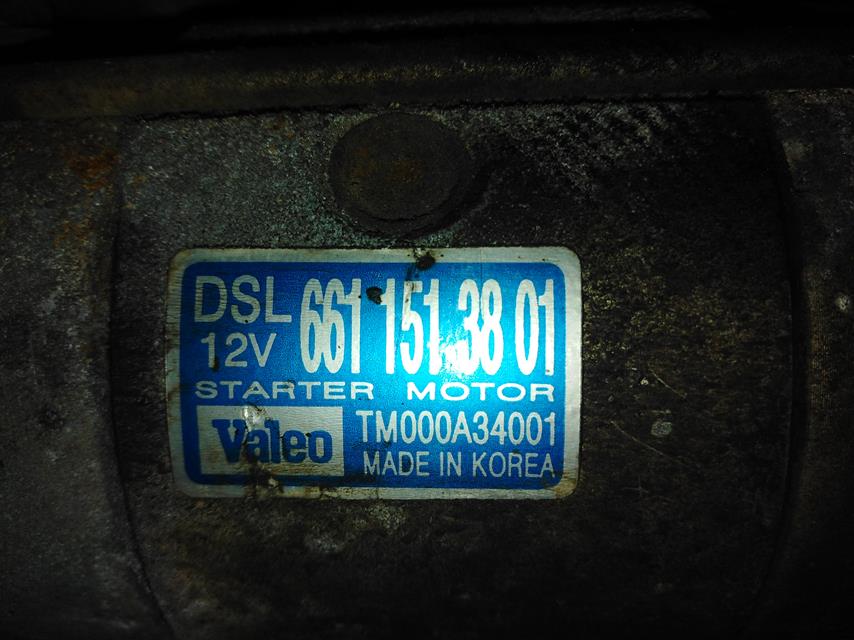 DSL 661 151 38 01
12V
STARTER MOTOR
Valeo TM000A34001
MADE IN KOREA